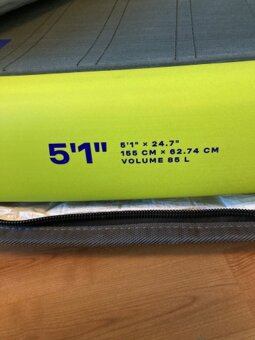 5'1"
5'1" × 24.7"
155 CM × 62.74 CM
VOLUME 85 L